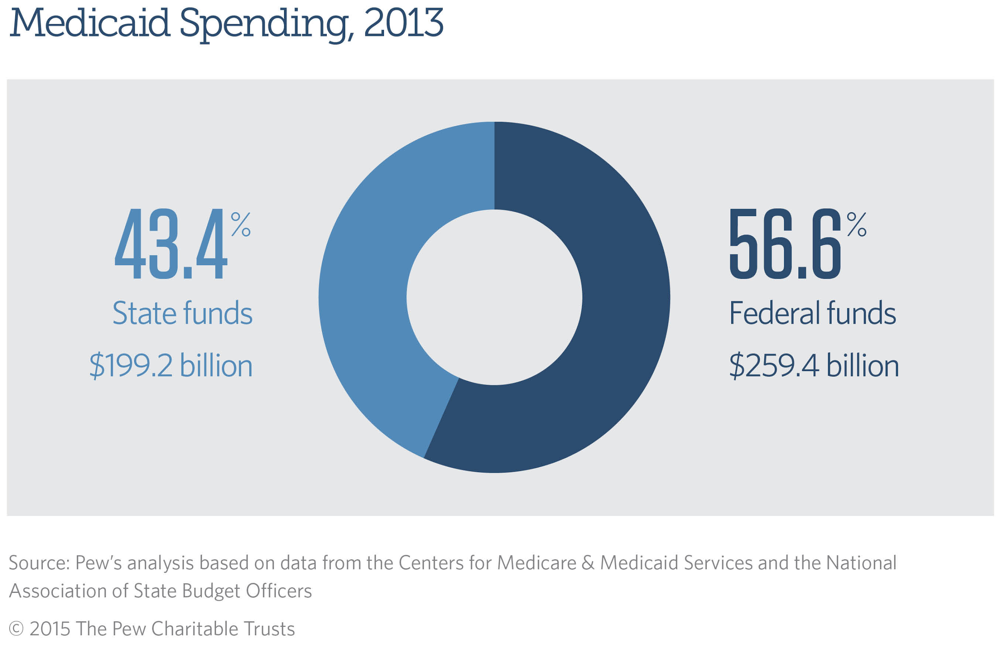 Medicaid Spending, 2013
43.4%
State funds
$199.2 billion
56.6%
Federal funds
$259.4 billion
Source: Pew’s analysis based on data from the Centers for Medicare & Medicaid Services and the National
Association of State Budget Officers
© 2015 The Pew Charitable Trusts